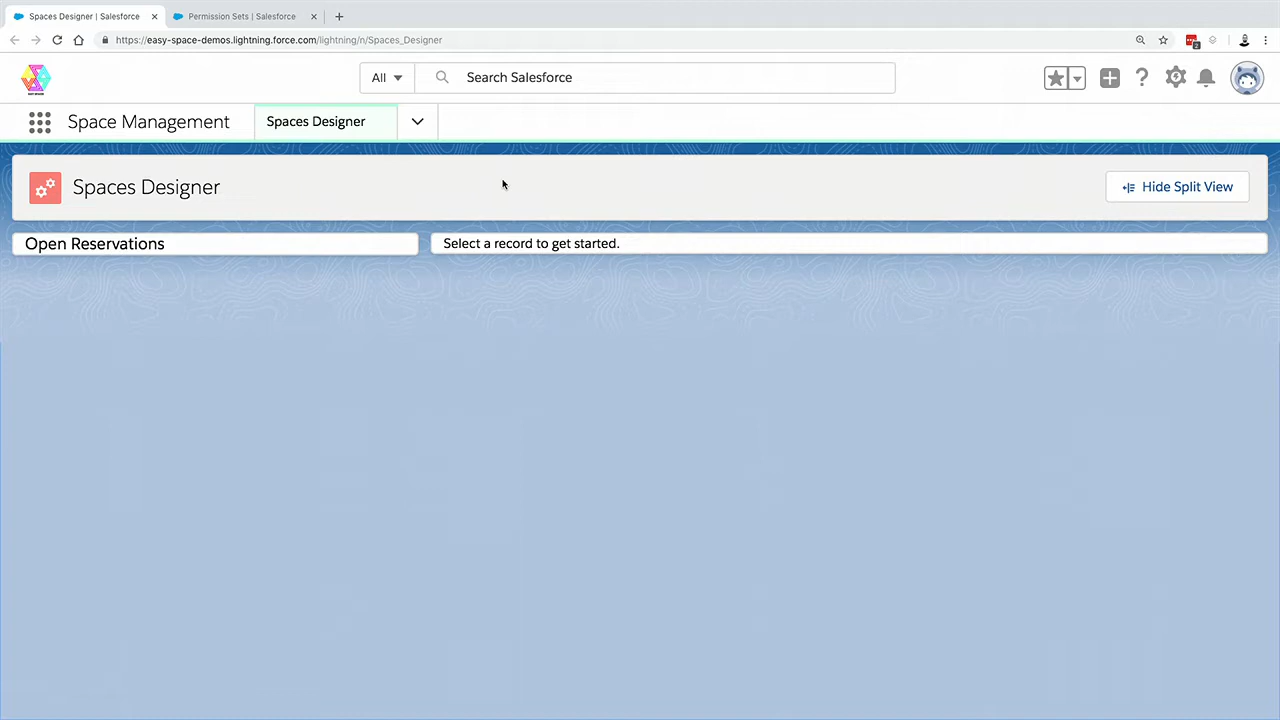 Spaces Designer | Salesforce
Permission Sets | Salesforce
https://easy-space-demos.lightning.force.com/lightning/n/Spaces_Designer
All
Search Salesforce
Space Management
Spaces Designer
Spaces Designer
Hide Split View
Open Reservations
Select a record to get started.